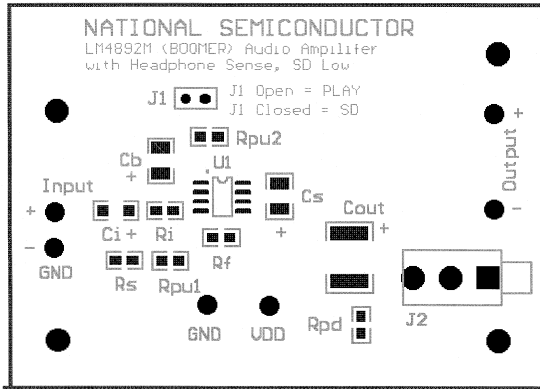 NATIONAL SEMICONDUCTOR
LM4892M (BOOMER) Audio Ampilifer
with Headphone Sense, SD Low
J1
J1 Open = PLAY
J1 Closed = SD
Rpu2
Cb
+
U1
Input
Cs
Cout
Output
+
-
+
Ci +
Ri
+
+
-
GND
Rf
Rs
Rpu1
GND
VDD
Rpd
J2